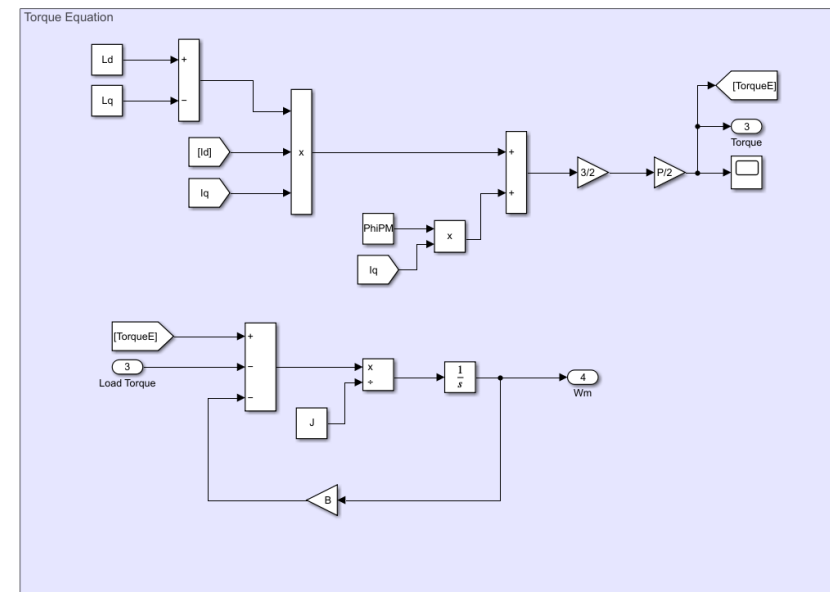 Torque Equation
Ld
+
Lq
−
[Id]
x
Iq
+
+
3/2
P/2
[TorqueE]
3
Torque
PhiPM
x
Iq
[TorqueE]
+
3
−
Load Torque
−
x
÷
J
1
s
4
Wm
B